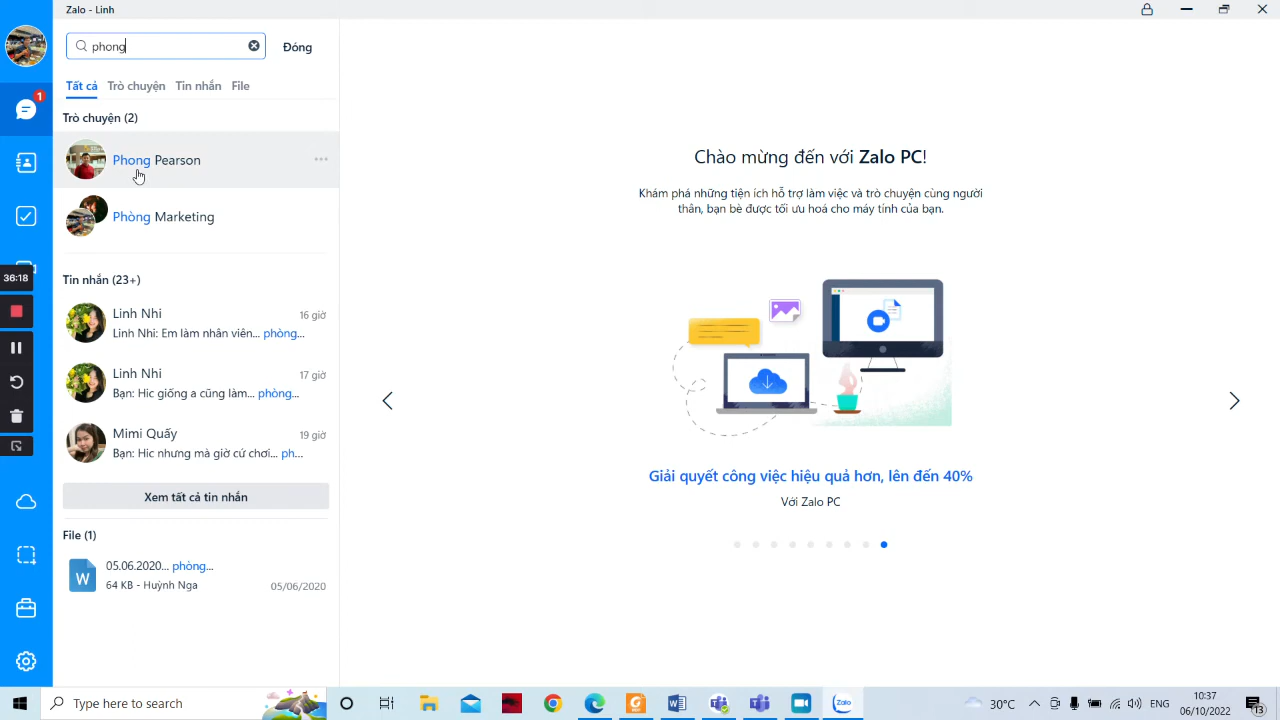 Zalo - Linh
phong
Đóng
Tất cả Trò chuyện Tin nhắn File
1
Trò chuyện (2)
Phong Pearson
Phòng Marketing
Tin nhắn (23+)
Linh Nhi 16 giờ
Linh Nhi: Em làm nhân viên... phòng...
Linh Nhi 17 giờ
Bạn: Hic giống a cũng làm... phòng...
Mimi Quấy 19 giờ
Bạn: Hic nhưng mà giờ cứ chơi... ph...
Xem tất cả tin nhắn
File (1)
W
05.06.2020... phòng...
64 KB - Huỳnh Nga 05/06/2020
36:18
Chào mừng đến với Zalo PC!
Khám phá những tiện ích hỗ trợ làm việc và trò chuyện cùng người
thân, bạn bè được tối ưu hoá cho máy tính của bạn.
Giải quyết công việc hiệu quả hơn, lên đến 40%
Với Zalo PC
Type here to search
Zalo
30°C
ENG
10:37
06/10/2022
13